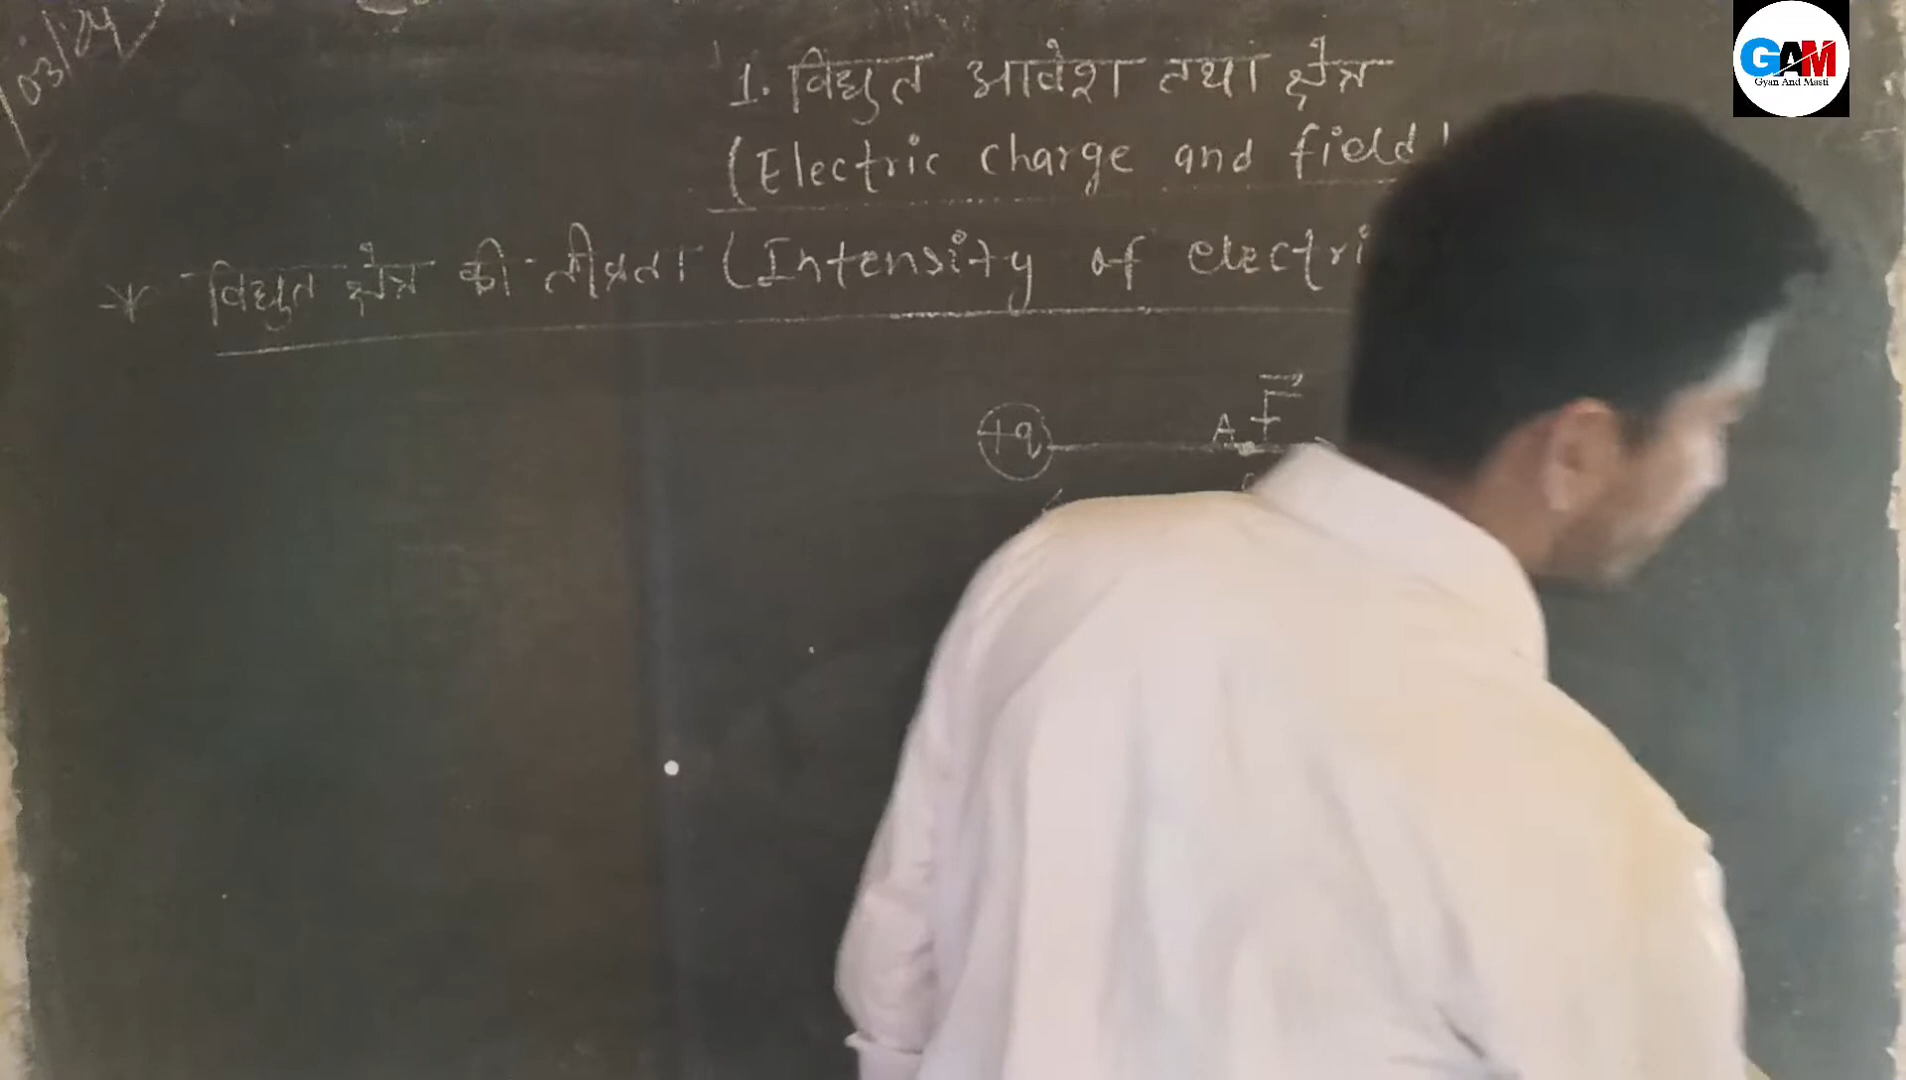 03/24
1. विद्युत आवेश तथा क्षेत्र
(Electric charge and field
* विद्युत क्षेत्र की तीव्रता (Intensity of electri
F
+q A
GAM
Gyan And Masti